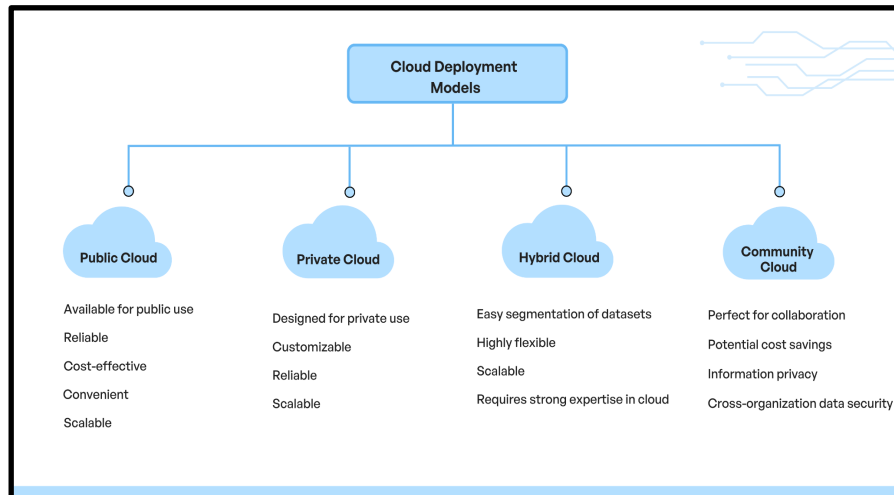 Cloud Deployment
Models
Public Cloud
Available for public use
Reliable
Cost-effective
Convenient
Scalable
Private Cloud
Designed for private use
Customizable
Reliable
Scalable
Hybrid Cloud
Easy segmentation of datasets
Highly flexible
Scalable
Requires strong expertise in cloud
Community
Cloud
Perfect for collaboration
Potential cost savings
Information privacy
Cross-organization data security